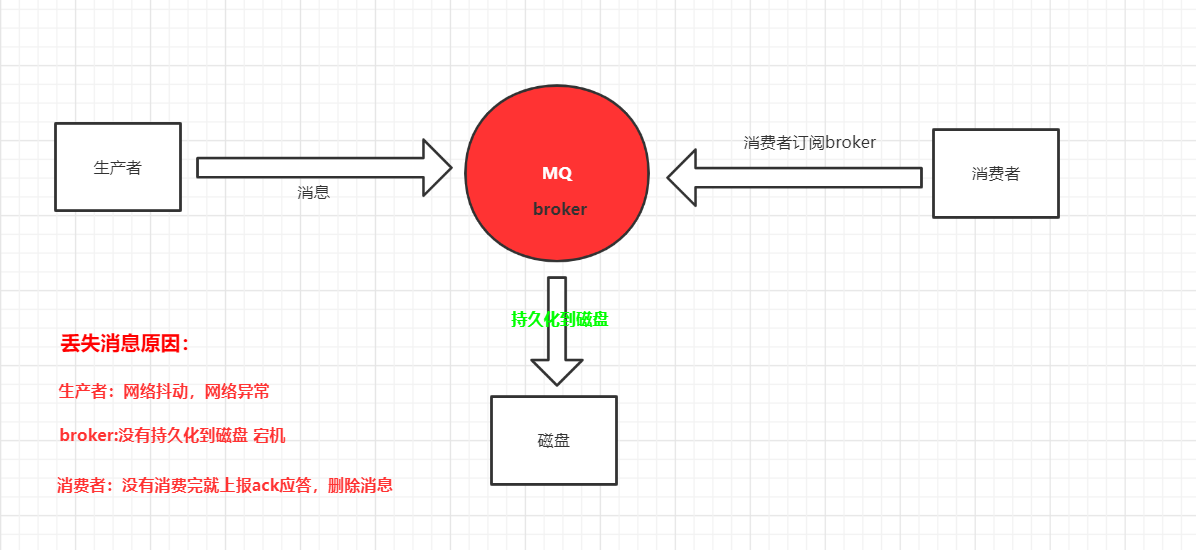 消费者订阅broker
生产者
消息
MQ
broker
消费者
持久化到磁盘
丢失消息原因：
生产者：网络抖动，网络异常
broker:没有持久化到磁盘 宕机
磁盘
消费者：没有消费完就上报ack应答，删除消息